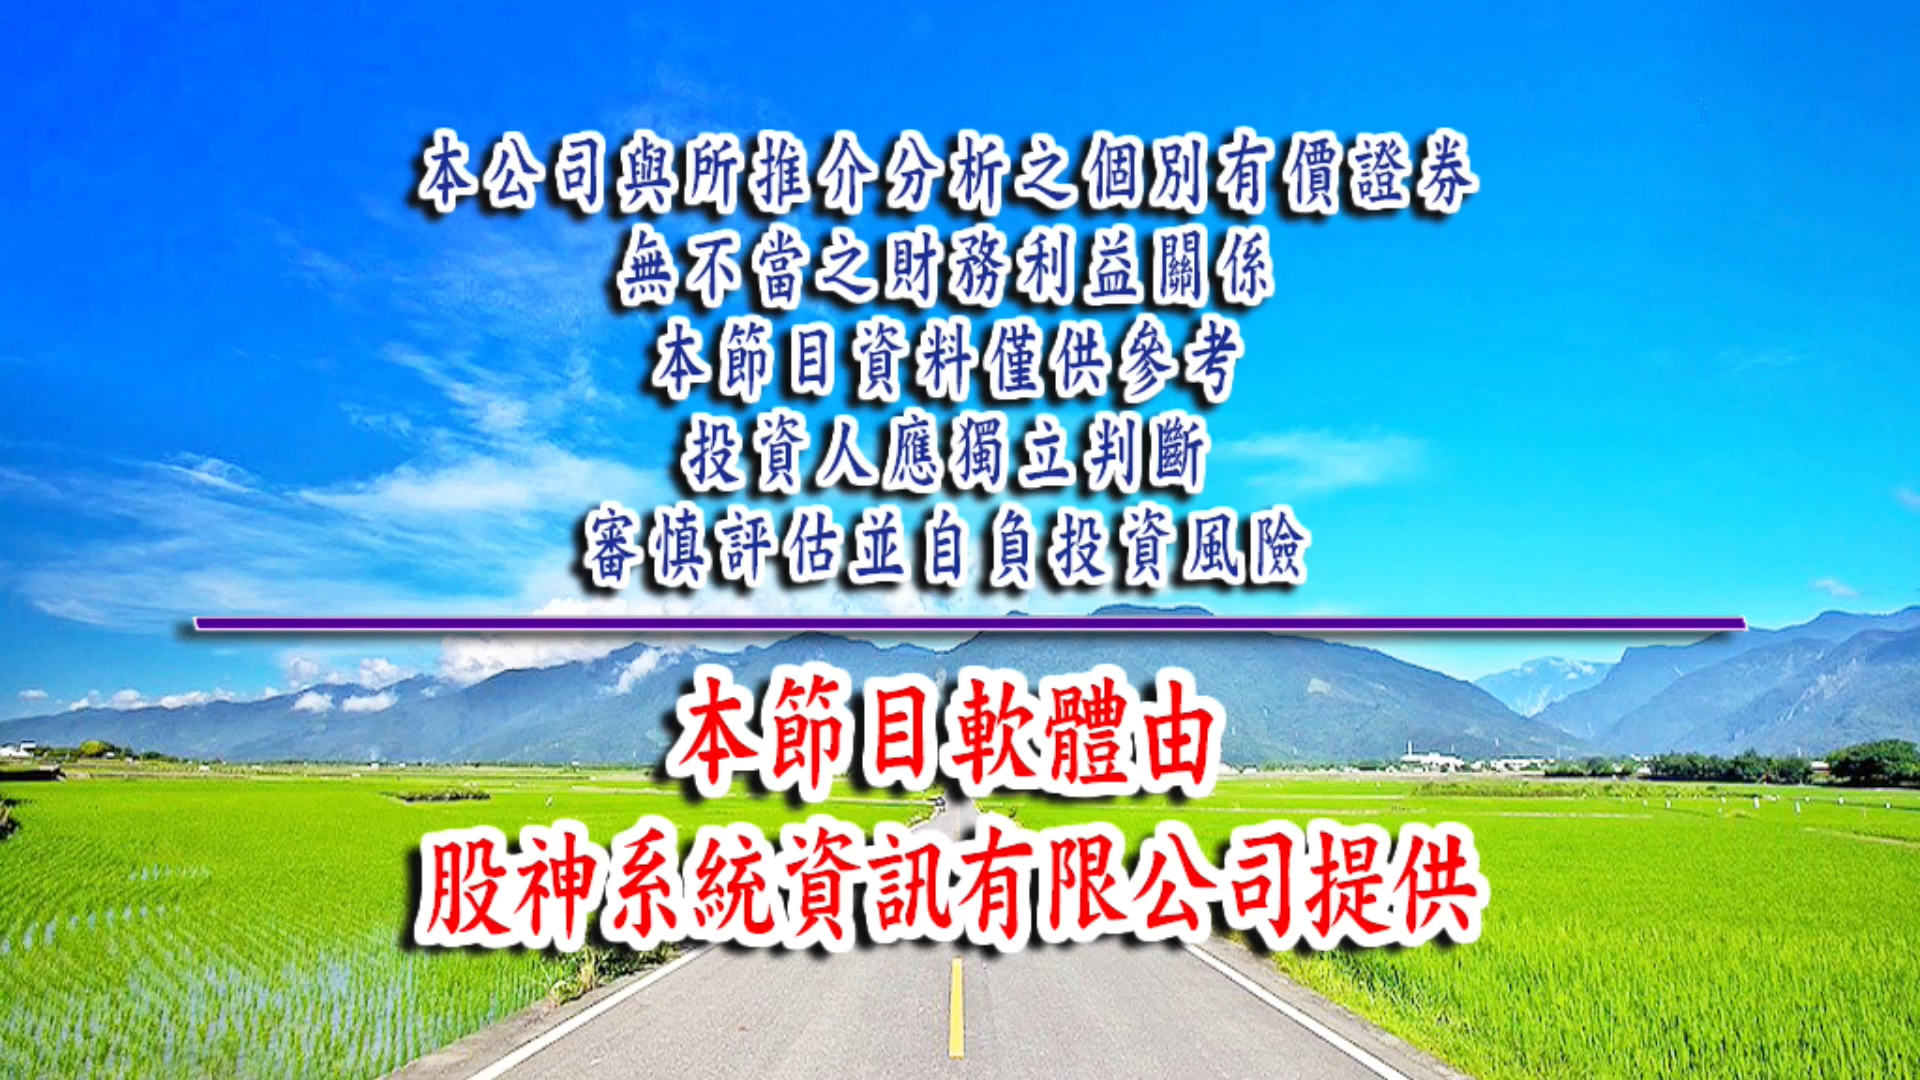 本公司與所推介分析之個別有價證券
無不當之財務利益關係
本節目資料僅供參考
投資人應獨立判斷
審慎評估並自負投資風險
本節目軟體由
股神系統資訊有限公司提供